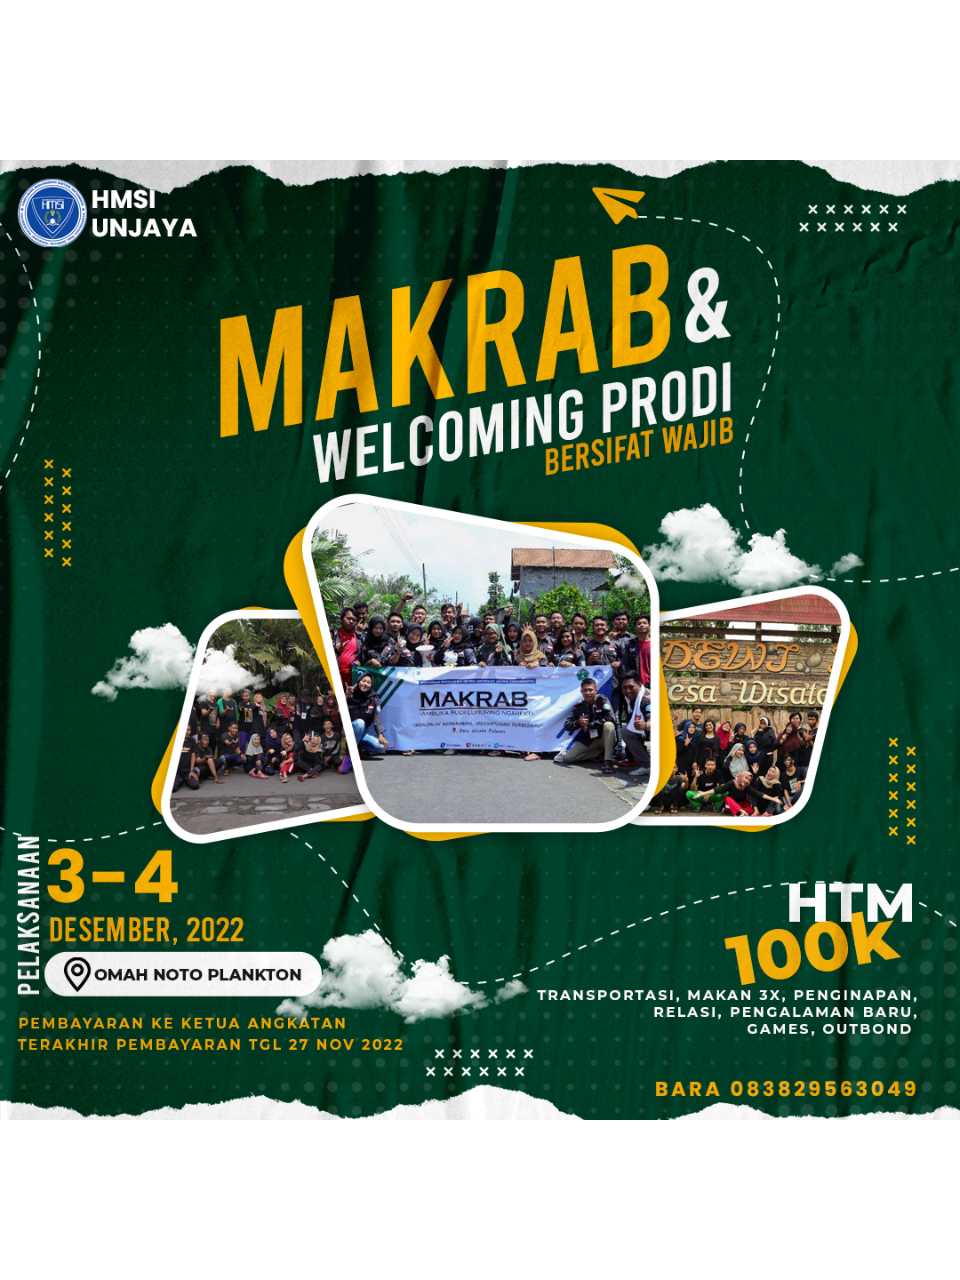 HMSI
UNJAYA
HMSI
MAKRAB &
WELCOMING PRODI
BERSIFAT WAJIB
MAKRAB
DEWI
Wisata
PELAKSANAAN
3-4
DESEMBER, 2022
OMAH NOTO PLANKTON
PEMBAYARAN KE KETUA ANGKATAN
TERAKHIR PEMBAYARAN TGL 27 NOV 2022
HTM
100k
TRANSPORTASI, MAKAN 3X, PENGINAPAN,
RELASI, PENGALAMAN BARU,
GAMES, OUTBOND
BARA 083829563049